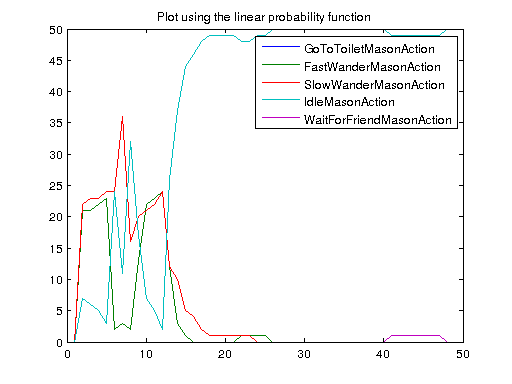 Plot using the linear probability function
50
45
40
35
30
25
20
15
10
5
0
GoToToiletMasonAction
FastWanderMasonAction
SlowWanderMasonAction
IdleMasonAction
WaitForFriendMasonAction
0 10 20 30 40 50